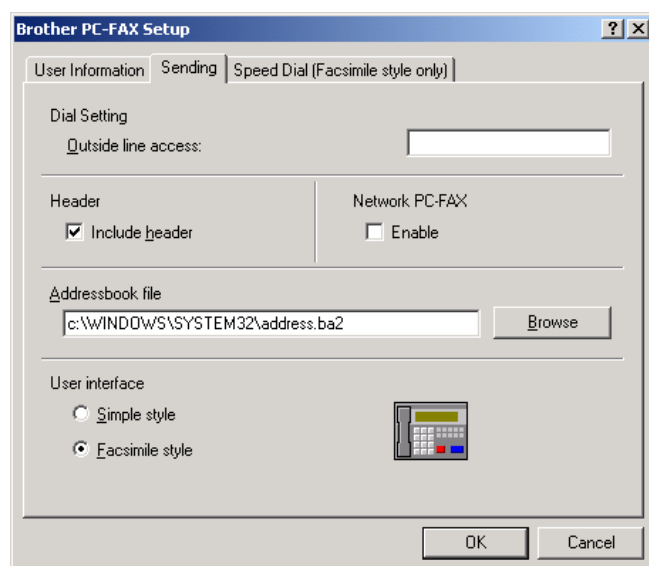 Brother PC-FAX Setup
User Information Sending Speed Dial (Facsimile style only)
Dial Setting
Outside line access:
Header Network PC-FAX
Include header Enable
Addressbook file
c:\WINDOWS\SYSTEM32\address.ba2 Browse
User interface
Simple style
Facsimile style
OK Cancel